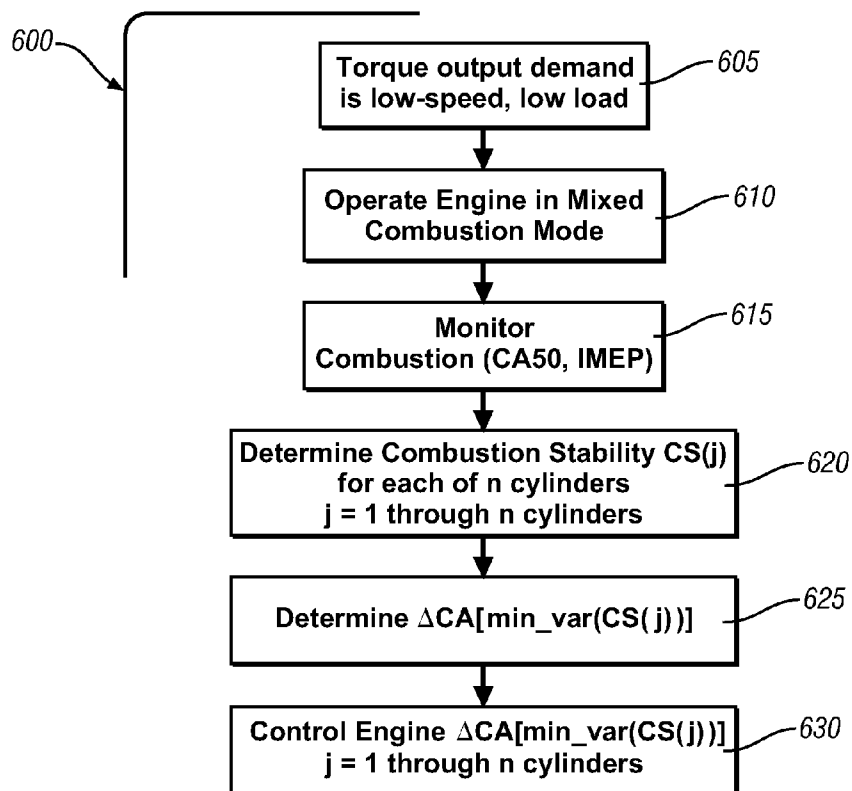 600
Torque output demand
is low-speed, low load
605
Operate Engine in Mixed
Combustion Mode
610
Monitor
Combustion (CA50, IMEP)
615
Determine Combustion Stability CS(j)
for each of n cylinders
j = 1 through n cylinders
620
Determine ΔCA[min_var(CS(j))]
625
Control Engine ΔCA[min_var(CS(j))]
j = 1 through n cylinders
630